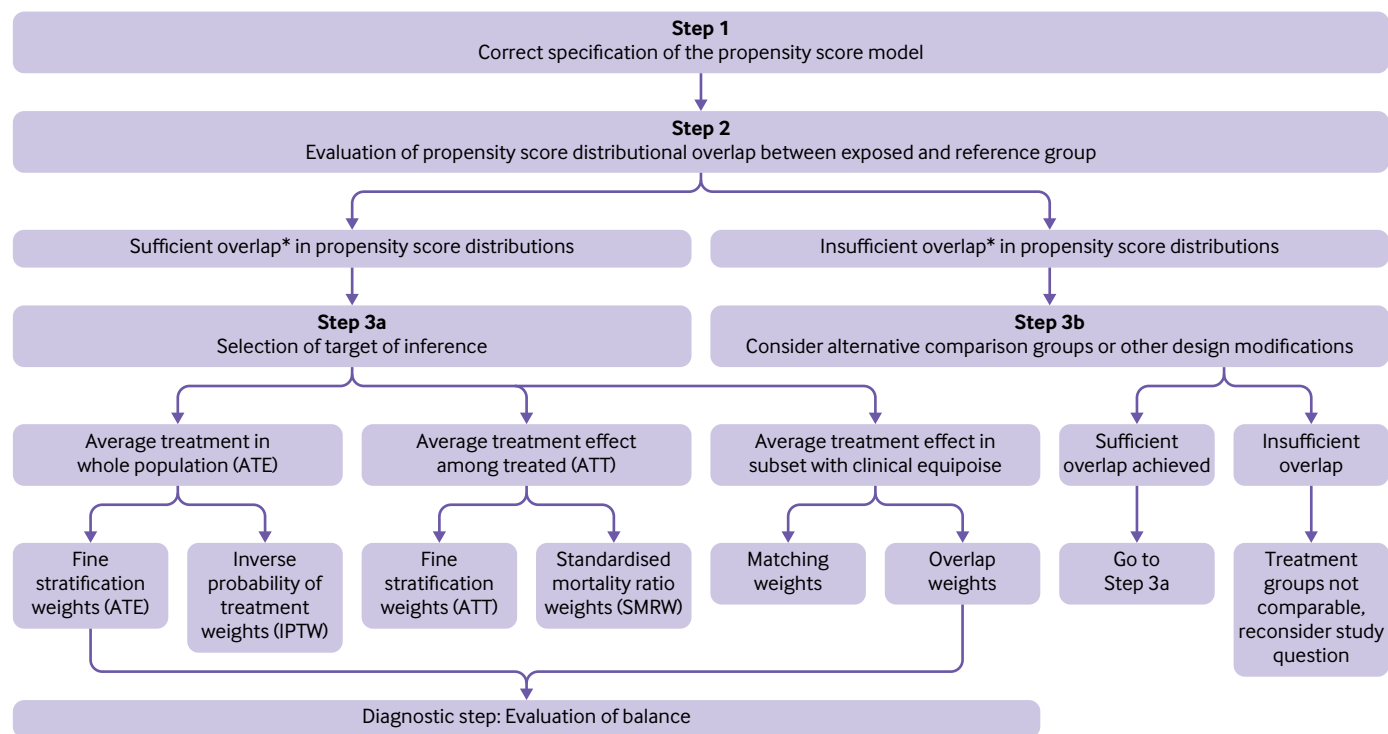 Step 1
Correct specification of the propensity score model
Step 2
Evaluation of propensity score distributional overlap between exposed and reference group
Sufficient overlap* in propensity score distributions
Insufficient overlap* in propensity score distributions
Step 3a
Selection of target of inference
Step 3b
Consider alternative comparison groups or other design modifications
Average treatment in
whole population (ATE)
Average treatment effect
among treated (ATT)
Average treatment effect in
subset with clinical equipoise
Sufficient
overlap achieved
Insufficient
overlap
Fine
stratification
weights (ATE)
Inverse
probability of
treatment
weights (IPTW)
Fine
stratification
weights (ATT)
Standardised
mortality ratio
weights (SMRW)
Matching
weights
Overlap
weights
Go to
Step 3a
Treatment
groups not
comparable,
reconsider study
question
Diagnostic step: Evaluation of balance